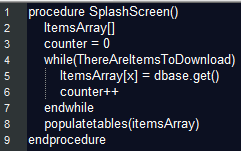 1 procedure SplashScreen()
2 ItemsArray[]
3 counter = 0
4 while(ThereAreItemsToDownload)
5 ItemsArray[x] = dbase.get()
6 counter++
7 endwhile
8 populatetables(itemsArray)
9 endprocedure